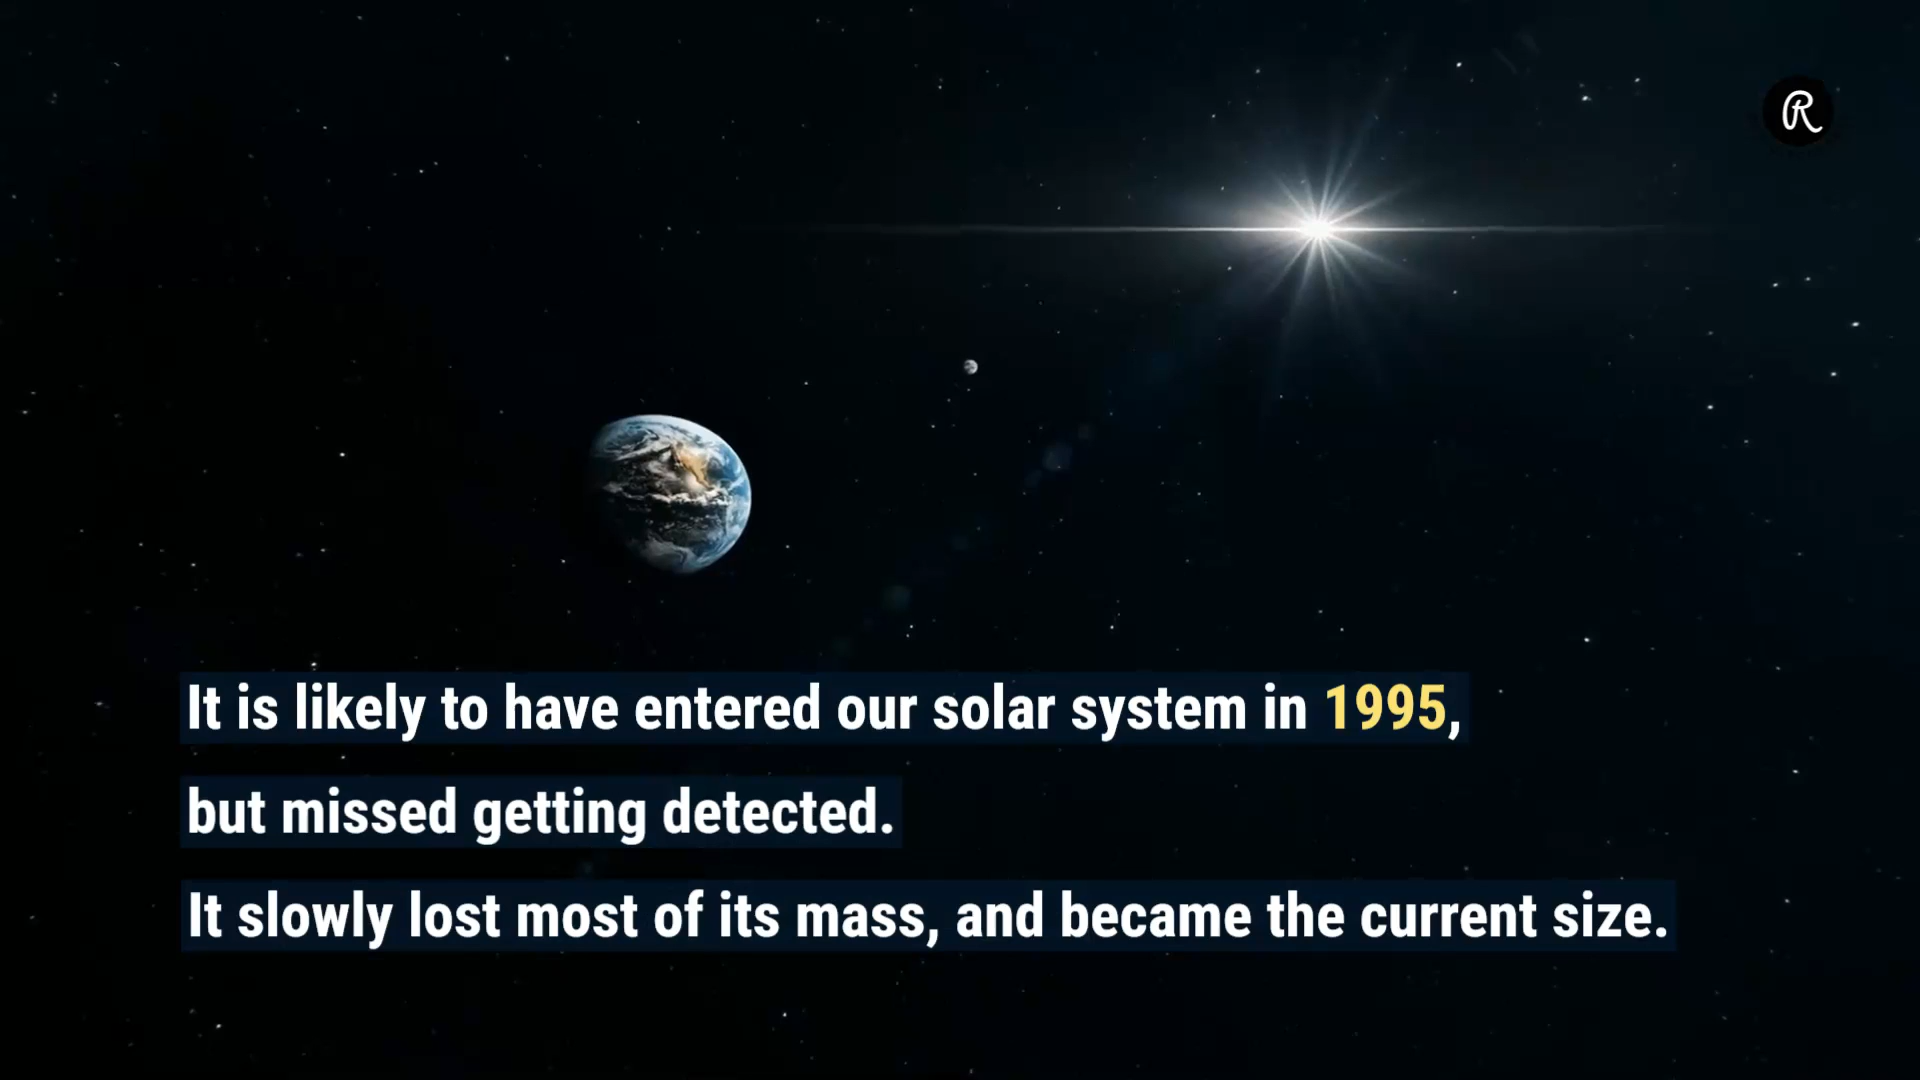 R
It is likely to have entered our solar system in 1995,
but missed getting detected.
It slowly lost most of its mass, and became the current size.